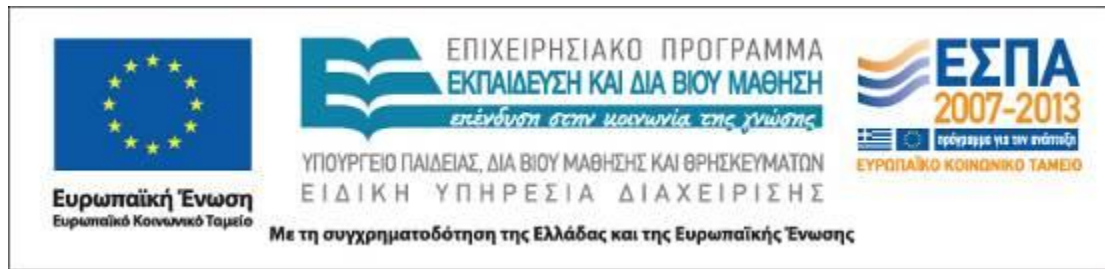 Ευρωπαϊκή Ένωση
Ευρωπαϊκό Κοινωνικό Ταμείο
ΕΠΙΧΕΙΡΗΣΙΑΚΟ ΠΡΟΓΡΑΜΜΑ
ΕΚΠΑΙΔΕΥΣΗ ΚΑΙ ΔΙΑ ΒΙΟΥ ΜΑΘΗΣΗ
επένδυση στην κοινωνία της γνώσης
ΥΠΟΥΡΓΕΙΟ ΠΑΙΔΕΙΑΣ, ΔΙΑ ΒΙΟΥ ΜΑΘΗΣΗΣ ΚΑΙ ΘΡΗΣΚΕΥΜΑΤΩΝ
ΕΙΔΙΚΗ ΥΠΗΡΕΣΙΑ ΔΙΑΧΕΙΡΙΣΗΣ
Με τη συγχρηματοδότηση της Ελλάδας και της Ευρωπαϊκής Ένωσης
ΕΣΠΑ
2007-2013
πρόγραμμα για την ανάπτυξη
ΕΥΡΩΠΑΪΚΟ ΚΟΙΝΩΝΙΚΟ ΤΑΜΕΙΟ